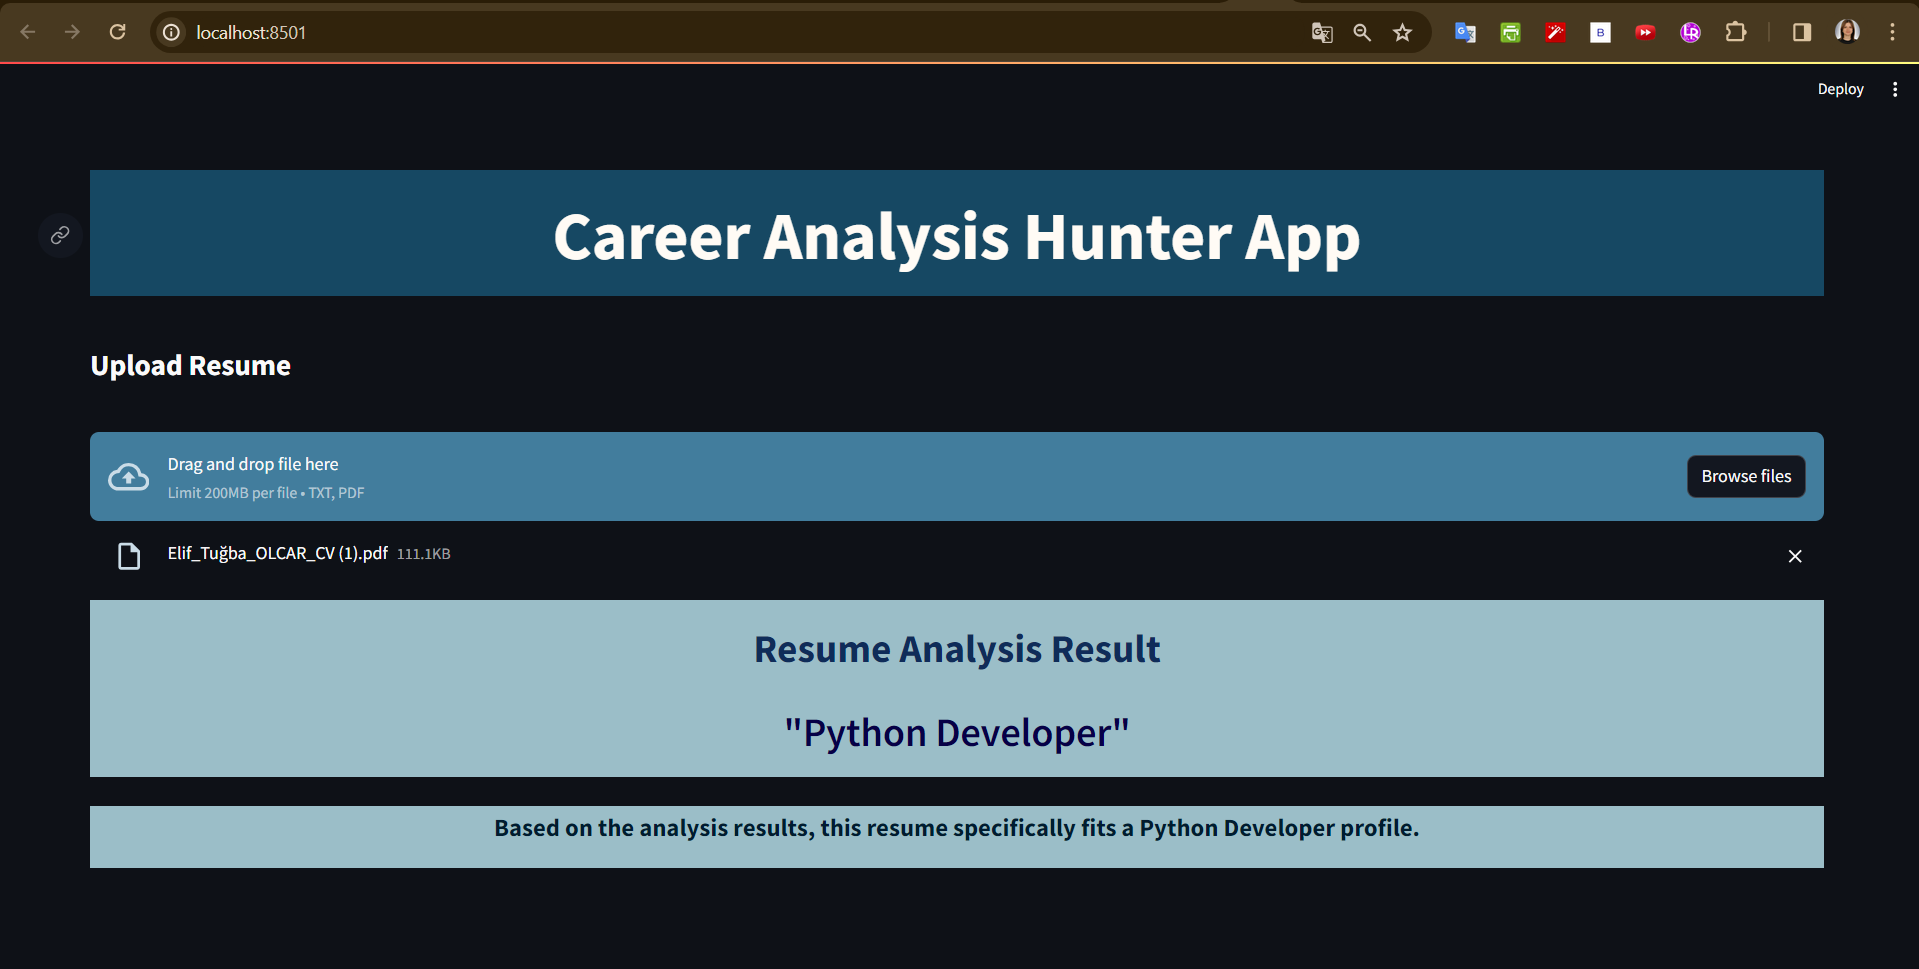 localhost:8501
Deploy
Career Analysis Hunter App
Upload Resume
Drag and drop file here
Limit 200MB per file • TXT, PDF
Browse files
Elif_Tuğba_OLCAR_CV (1).pdf 111.1KB
Resume Analysis Result
"Python Developer"
Based on the analysis results, this resume specifically fits a Python Developer profile.